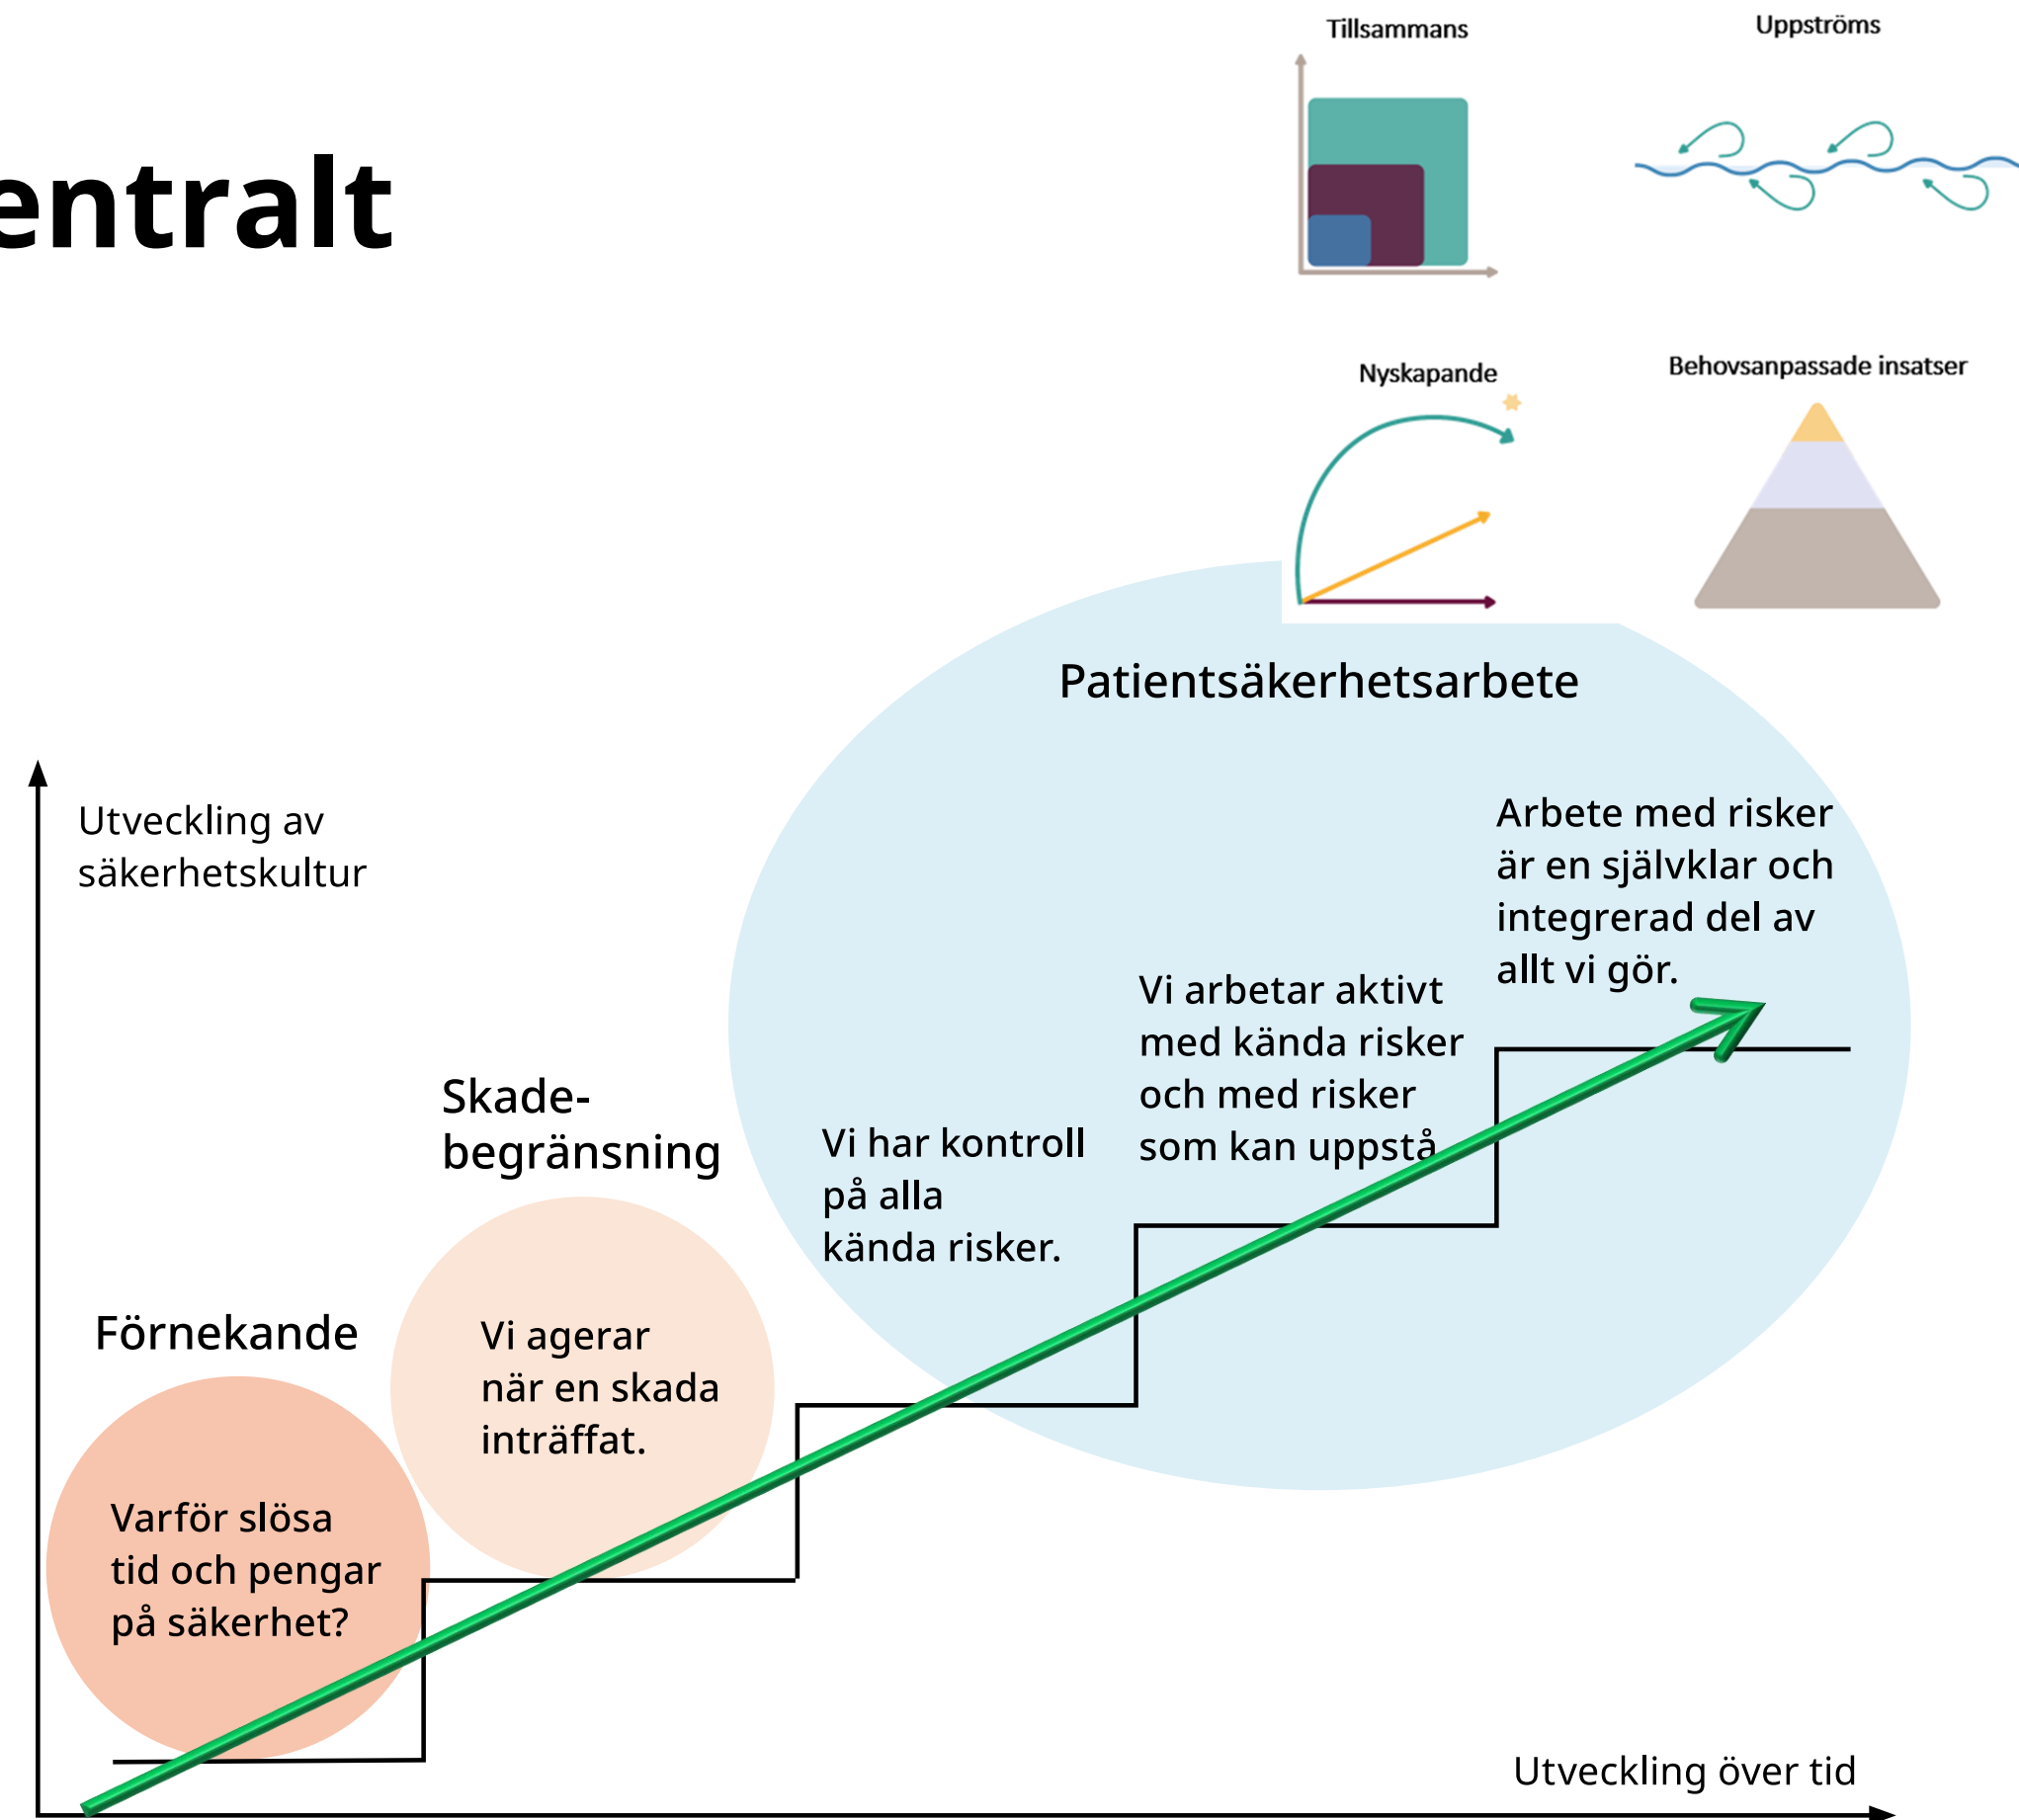 entralt
Tillsammans
Uppströms
Nyskapande
Behovsanpassade insatser
Patientsäkerhetsarbete
Utveckling av
säkerhetskultur
Arbete med risker
är en självklar och
integrerad del av
allt vi gör.
Vi arbetar aktivt
med kända risker
och med risker
som kan uppstå
Vi har kontroll
på alla
kända risker.
Skade-
begränsning
Vi agerar
när en skada
inträffat.
Förnekande
Varför slösa
tid och pengar
på säkerhet?
Utveckling över tid